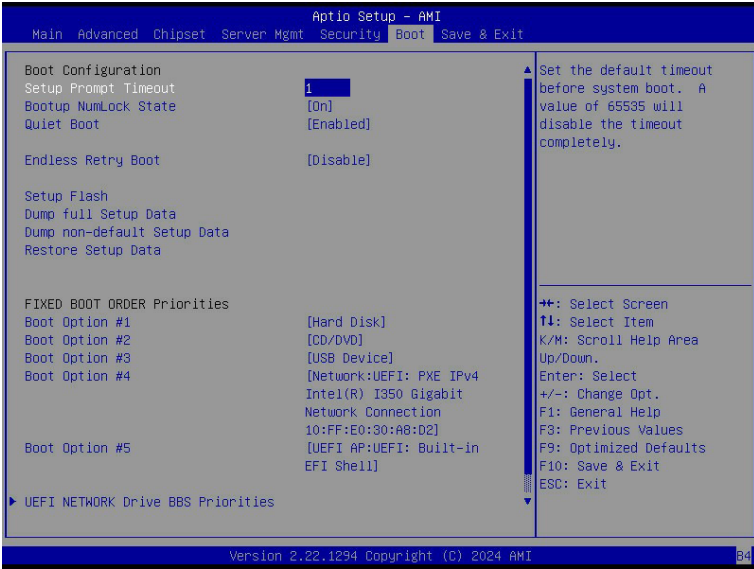 Aptio Setup – AMI
Main Advanced Chipset Server Mgmt Security Boot Save & Exit
Boot Configuration
Setup Prompt Timeout 1
Bootup NumLock State [On]
Quiet Boot [Enabled]
Endless Retry Boot [Disable]
Setup Flash
Dump full Setup Data
Dump non-default Setup Data
Restore Setup Data
FIXED BOOT ORDER Priorities
Boot Option #1 [Hard Disk]
Boot Option #2 [CD/DVD]
Boot Option #3 [USB Device]
Boot Option #4 [Network:UEFI: PXE IPv4
Intel(R) I350 Gigabit
Network Connection
10:FF:E0:30:A8:D2]
Boot Option #5 [UEFI AP:UEFI: Built-in
EFI Shell]
UEFI NETWORK Drive BBS Priorities
Set the default timeout
before system boot. A
value of 65535 will
disable the timeout
completely.
→←: Select Screen
↑↓: Select Item
K/M: Scroll Help Area
Up/Down.
Enter: Select
+/-: Change Opt.
F1: General Help
F3: Previous Values
F9: Optimized Defaults
F10: Save & Exit
ESC: Exit
Version 2.22.1294 Copyright (C) 2024 AMI
B4